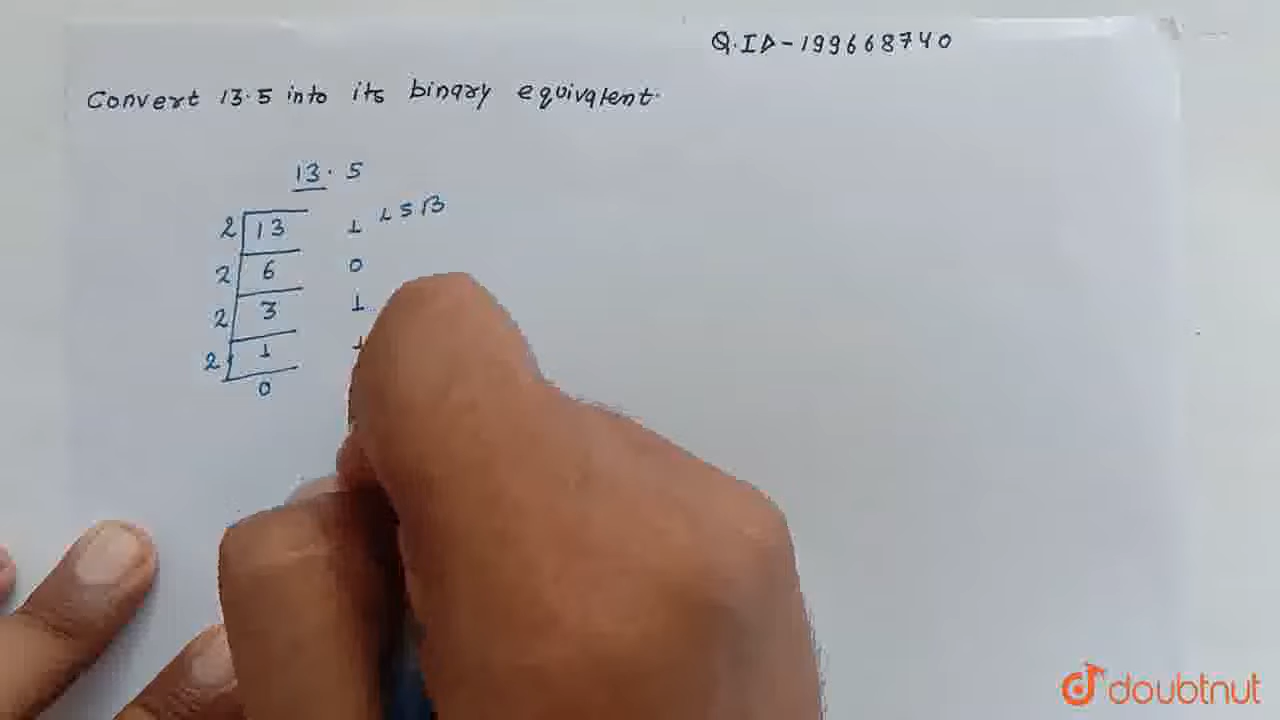 Q.ID-199668740
Convert 13.5 into its binary equivalent.
13.5
2 13 1 LSB
2 6 0
2 3 1
2 1 1
0
doubtnut